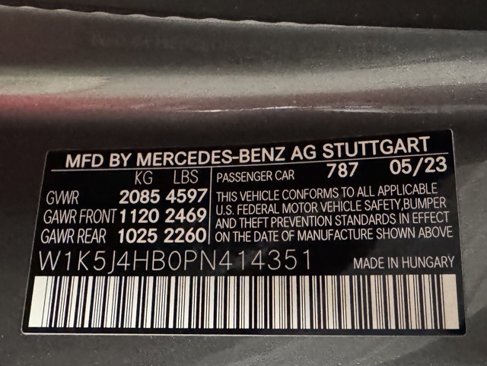 MFD BY MERCEDES-BENZ AG STUTTGART
KG LBS PASSENGER CAR 787 05/23
GVWR 2085 4597
GAWR FRONT 1120 2469
GAWR REAR 1025 2260
THIS VEHICLE CONFORMS TO ALL APPLICABLE
U.S. FEDERAL MOTOR VEHICLE SAFETY,BUMPER
AND THEFT PREVENTION STANDARDS IN EFFECT
ON THE DATE OF MANUFACTURE SHOWN ABOVE
W1K5J4HB0PN414351 MADE IN HUNGARY